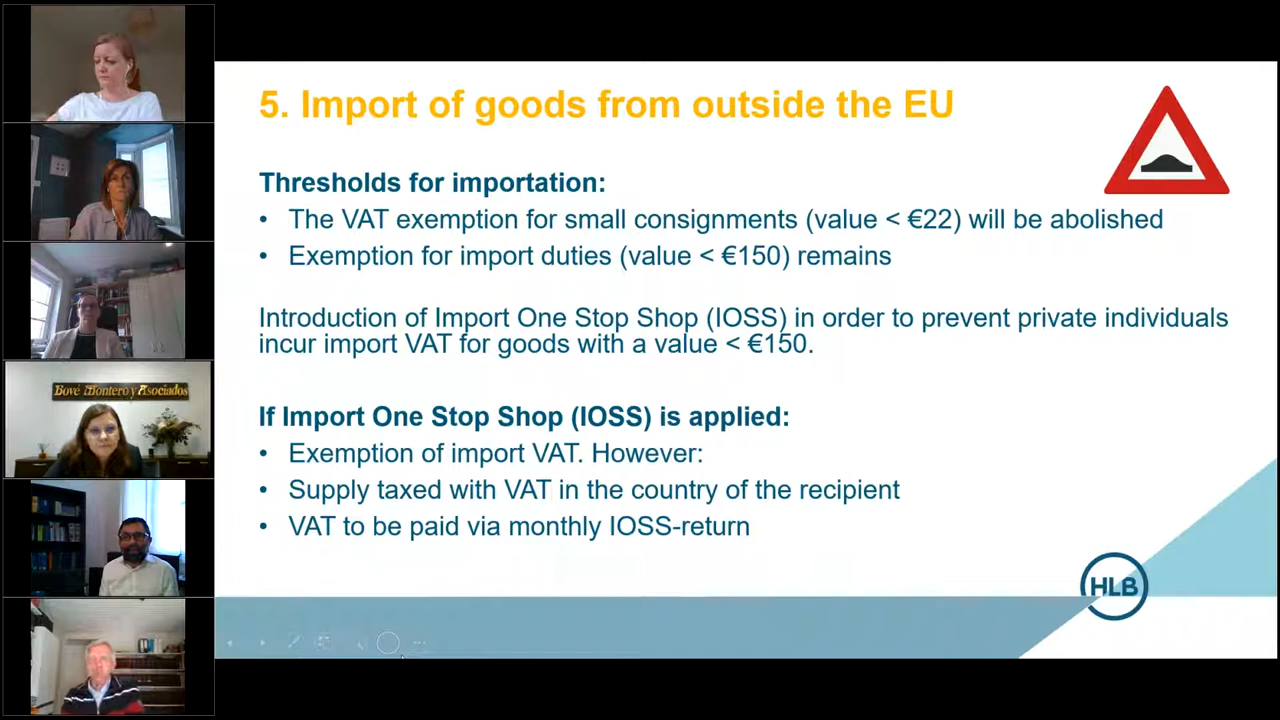 5. Import of goods from outside the EU
Thresholds for importation:
• The VAT exemption for small consignments (value < €22) will be abolished
• Exemption for import duties (value < €150) remains
Introduction of Import One Stop Shop (IOSS) in order to prevent private individuals
incur import VAT for goods with a value < €150.
If Import One Stop Shop (IOSS) is applied:
• Exemption of import VAT. However:
• Supply taxed with VAT in the country of the recipient
• VAT to be paid via monthly IOSS-return
HLB
Bové Montero y Asociados